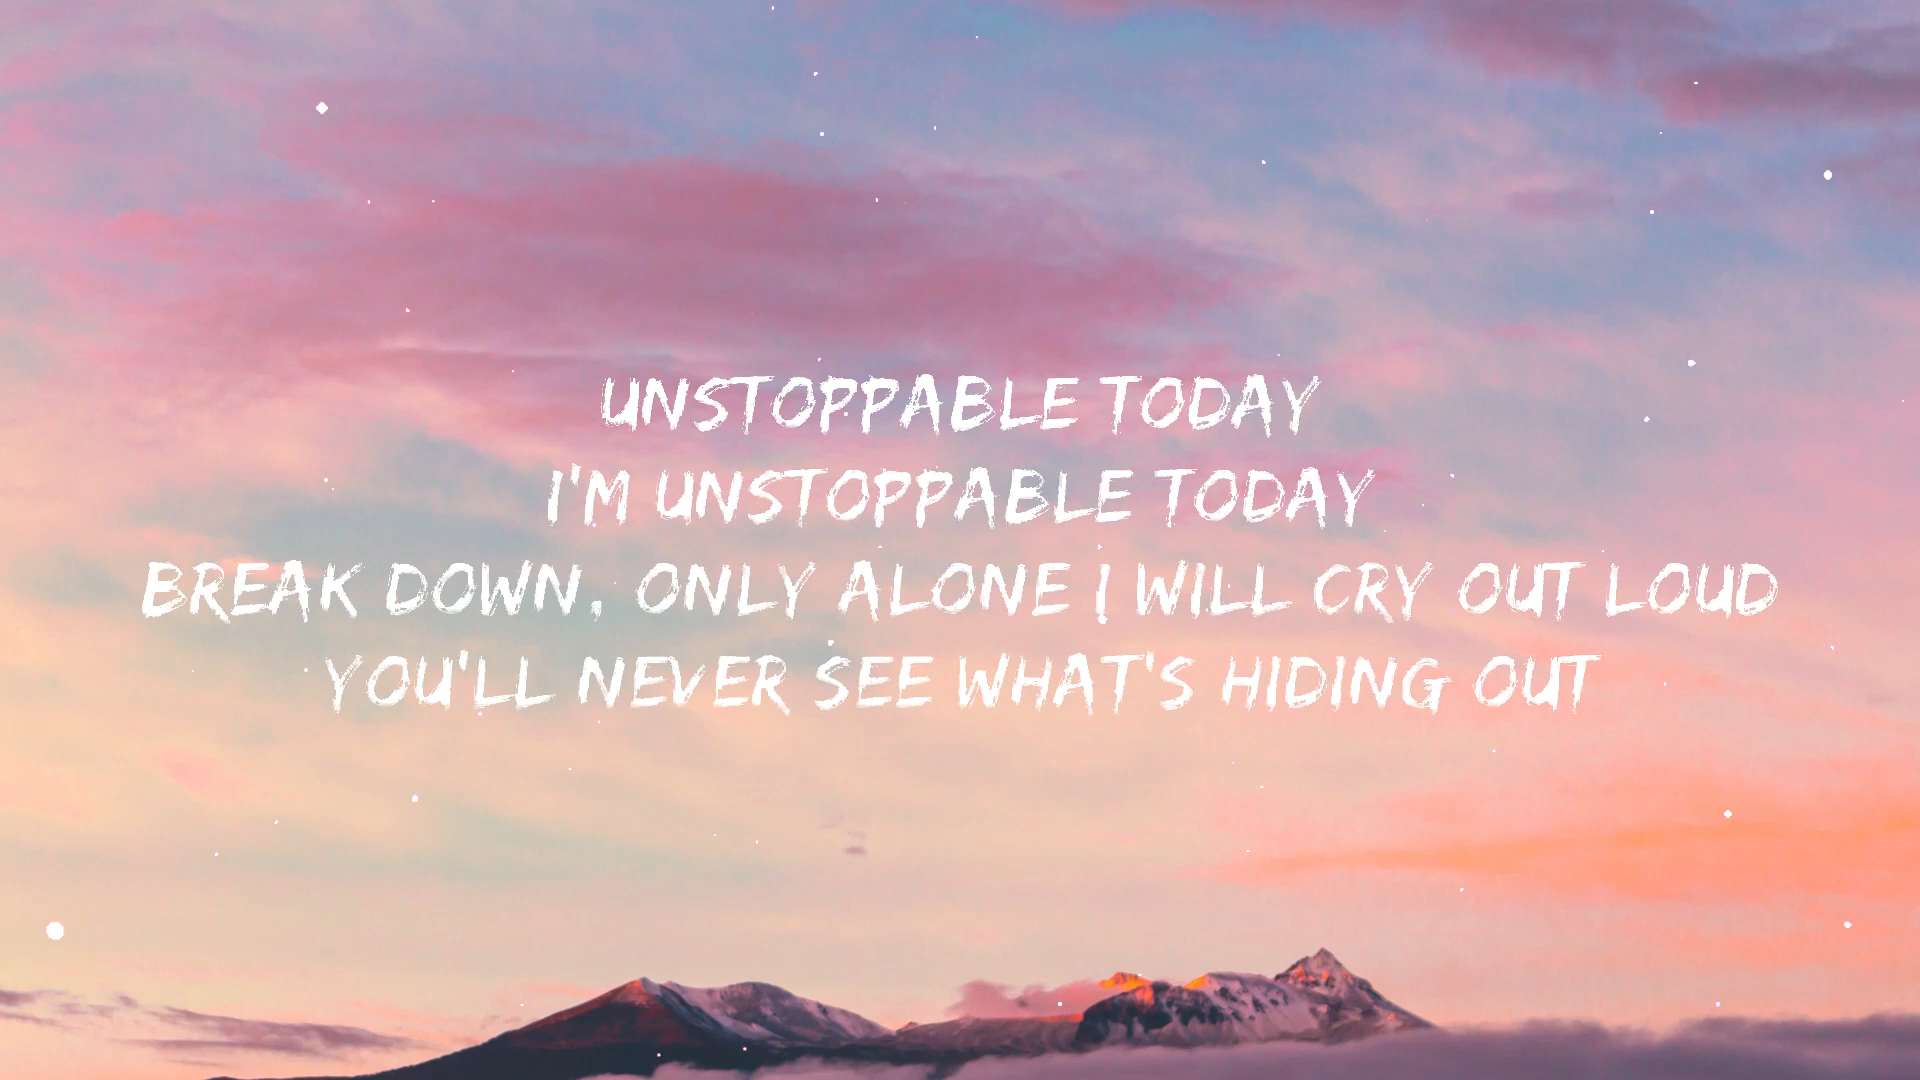 UNSTOPPABLE TODAY
I'M UNSTOPPABLE TODAY
BREAK DOWN, ONLY ALONE I WILL CRY OUT LOUD
YOU'LL NEVER SEE WHAT'S HIDING OUT